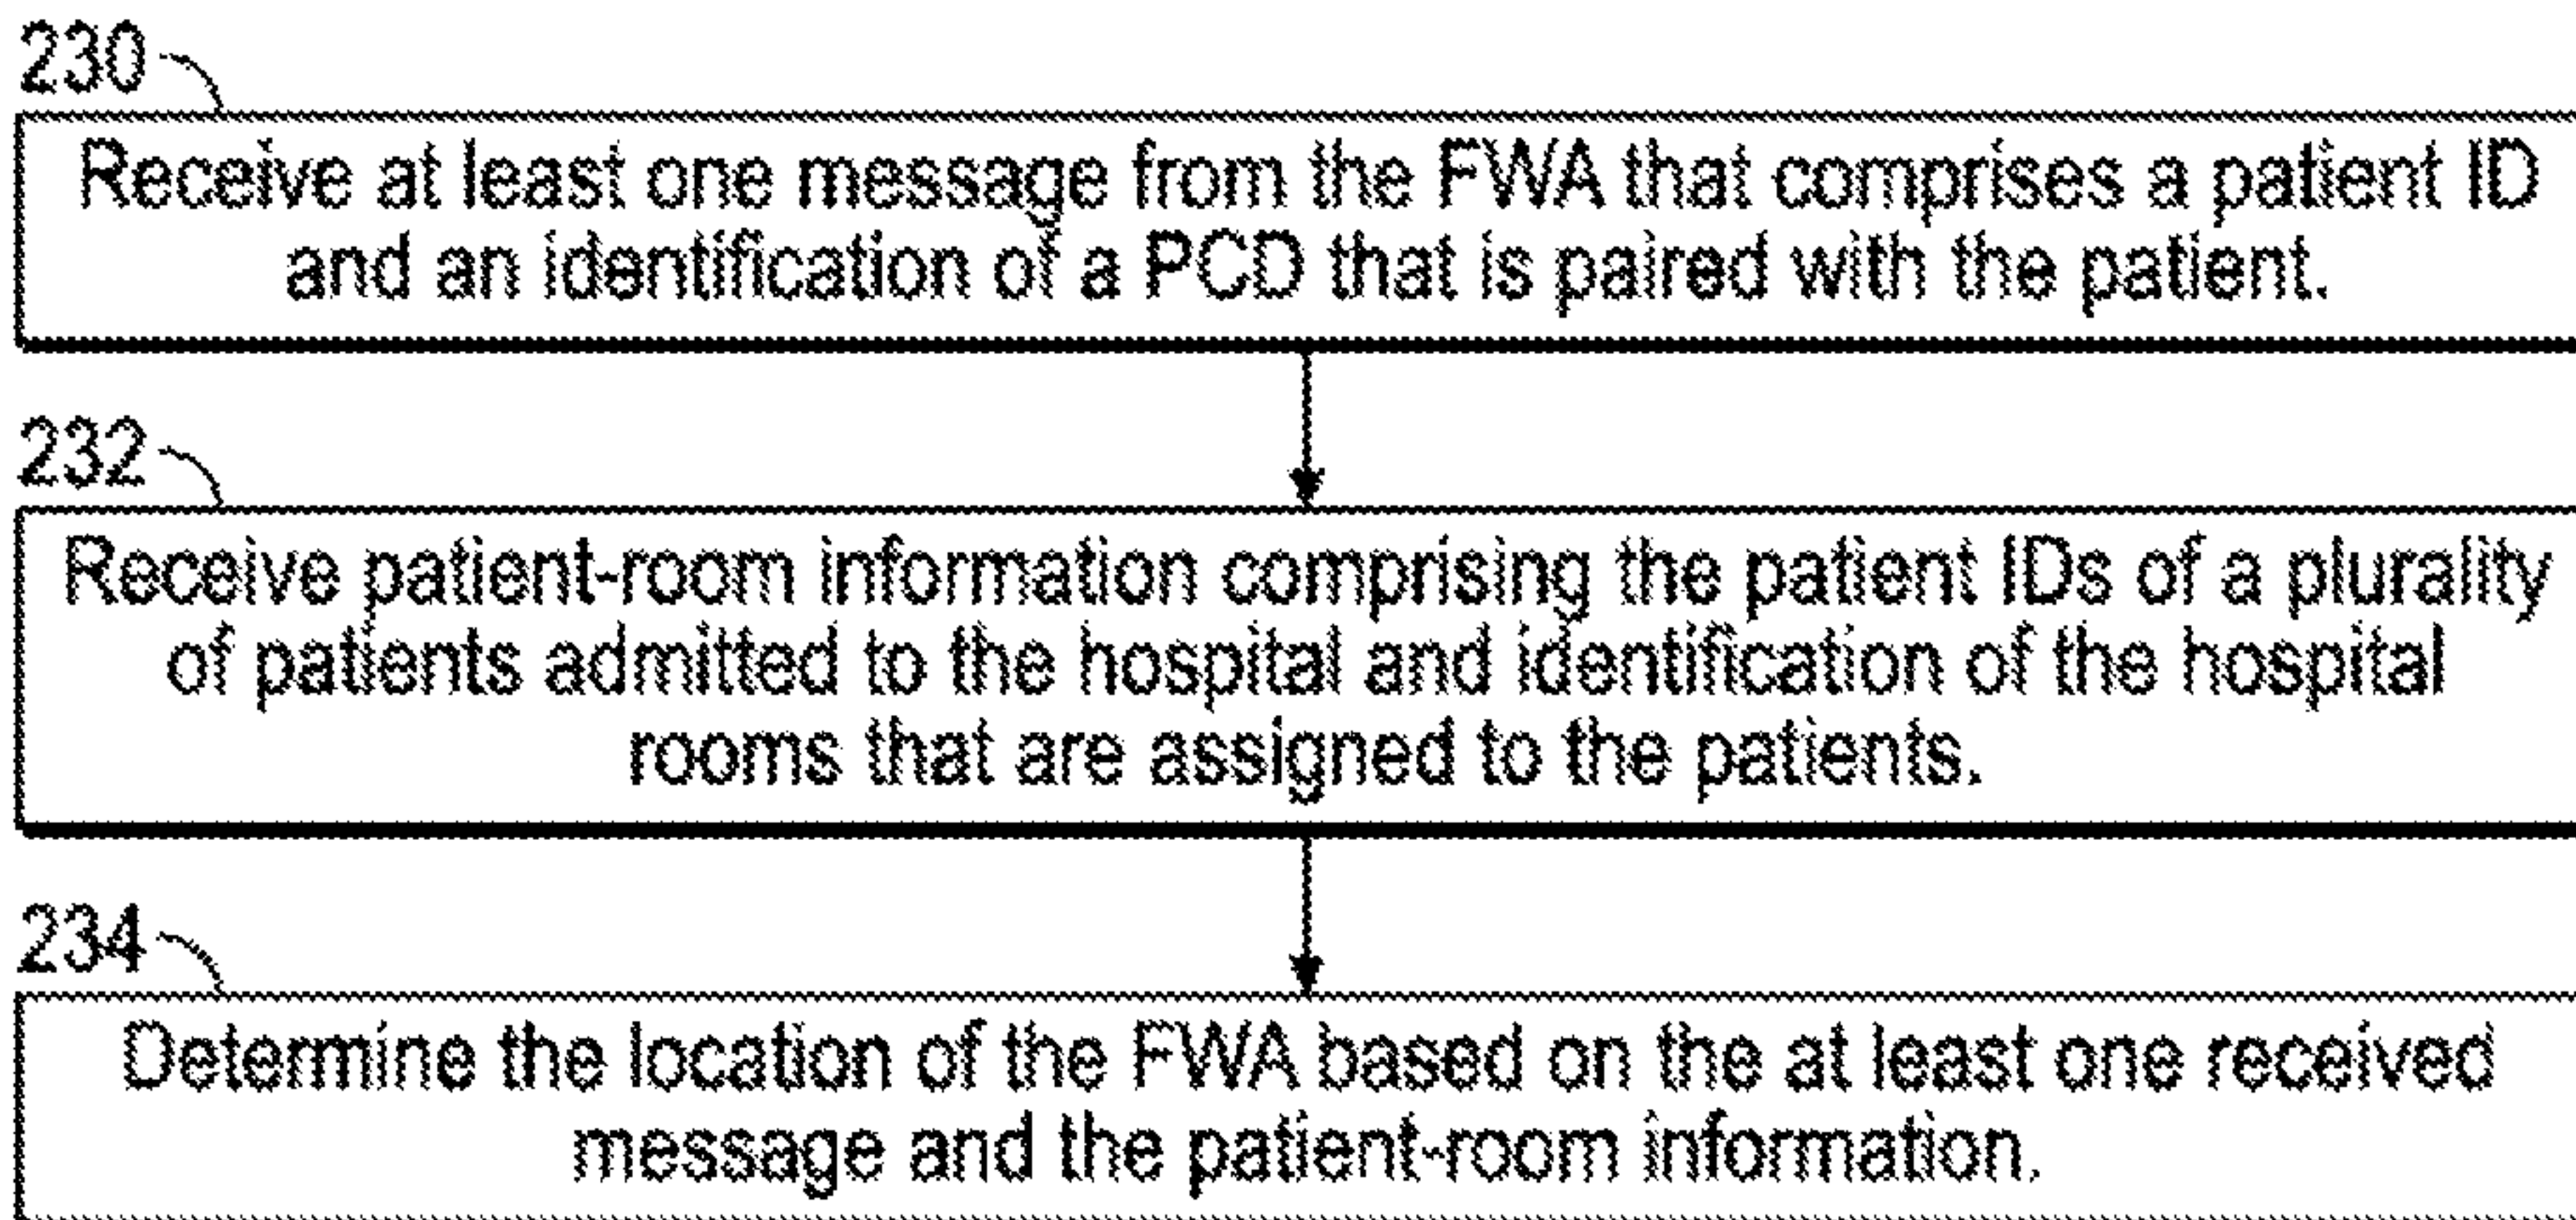 230
Receive at least one message from the FWA that comprises a patient ID
and an identification of a PCD that is paired with the patient.
232
Receive patient-room information comprising the patient IDs of a plurality
of patients admitted to the hospital and identification of the hospital
rooms that are assigned to the patients.
234
Determine the location of the FWA based on the at least one received
message and the patient-room information.